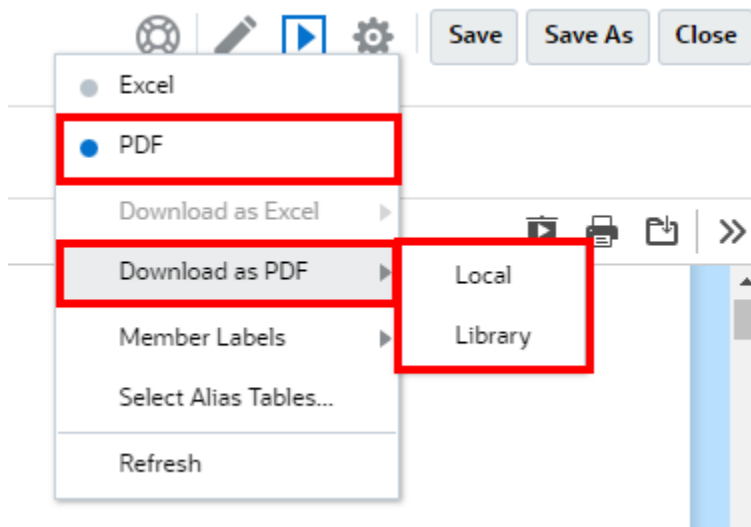 Save
Save As
Close
Excel
PDF
Download as Excel
Download as PDF
Local
Library
Member Labels
Select Alias Tables...
Refresh